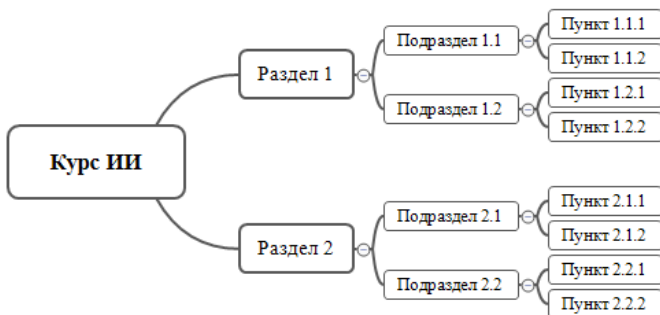 Курс ИИ
Раздел 1
Подраздел 1.1
Пункт 1.1.1
Пункт 1.1.2
Подраздел 1.2
Пункт 1.2.1
Пункт 1.2.2
Раздел 2
Подраздел 2.1
Пункт 2.1.1
Пункт 2.1.2
Подраздел 2.2
Пункт 2.2.1
Пункт 2.2.2